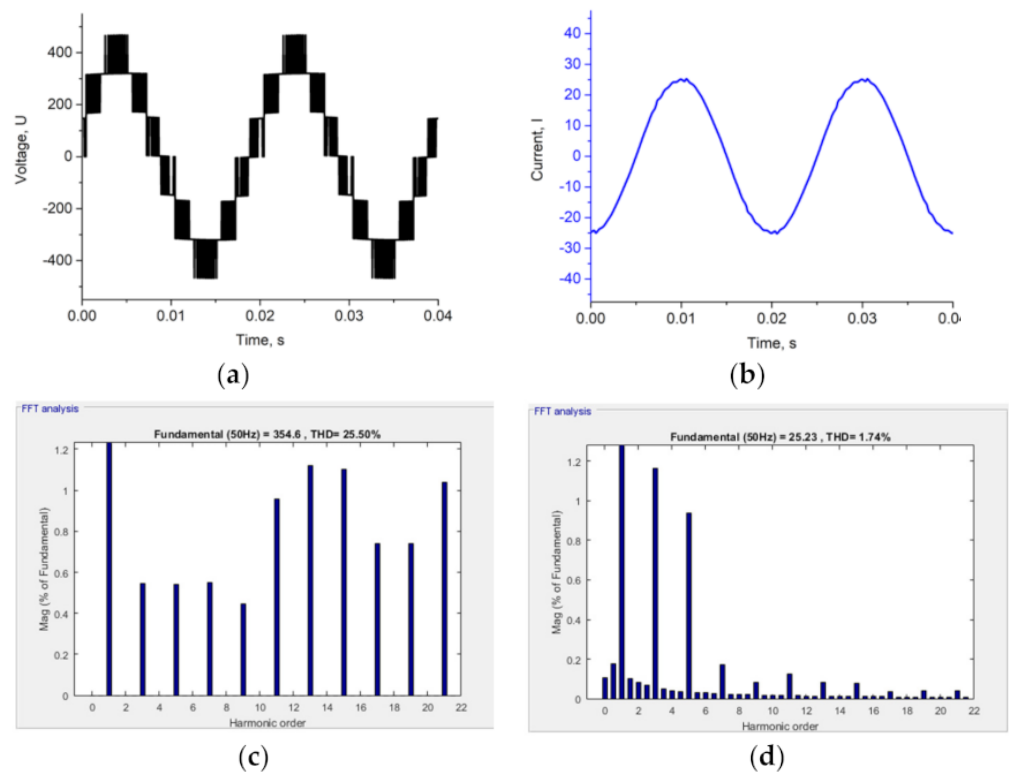 Voltage, U
400
200
0
-200
-400
0.00 0.01 0.02 0.03 0.04
Time, s
(a)
Current, I
40
30
20
10
0
-10
-20
-30
-40
0.00 0.01 0.02 0.03 0.0
Time, s
(b)
FFT analysis
Fundamental (50Hz) = 354.6 , THD= 25.50%
Mag (% of Fundamental)
1.2
1
0.8
0.6
0.4
0.2
0
0 2 4 6 8 10 12 14 16 18 20 22
Harmonic order
(c)
FFT analysis
Fundamental (50Hz) = 25.23 , THD= 1.74%
Mag (% of Fundamental)
1.2
1
0.8
0.6
0.4
0.2
0
0 2 4 6 8 10 12 14 16 18 20 22
Harmonic order
(d)